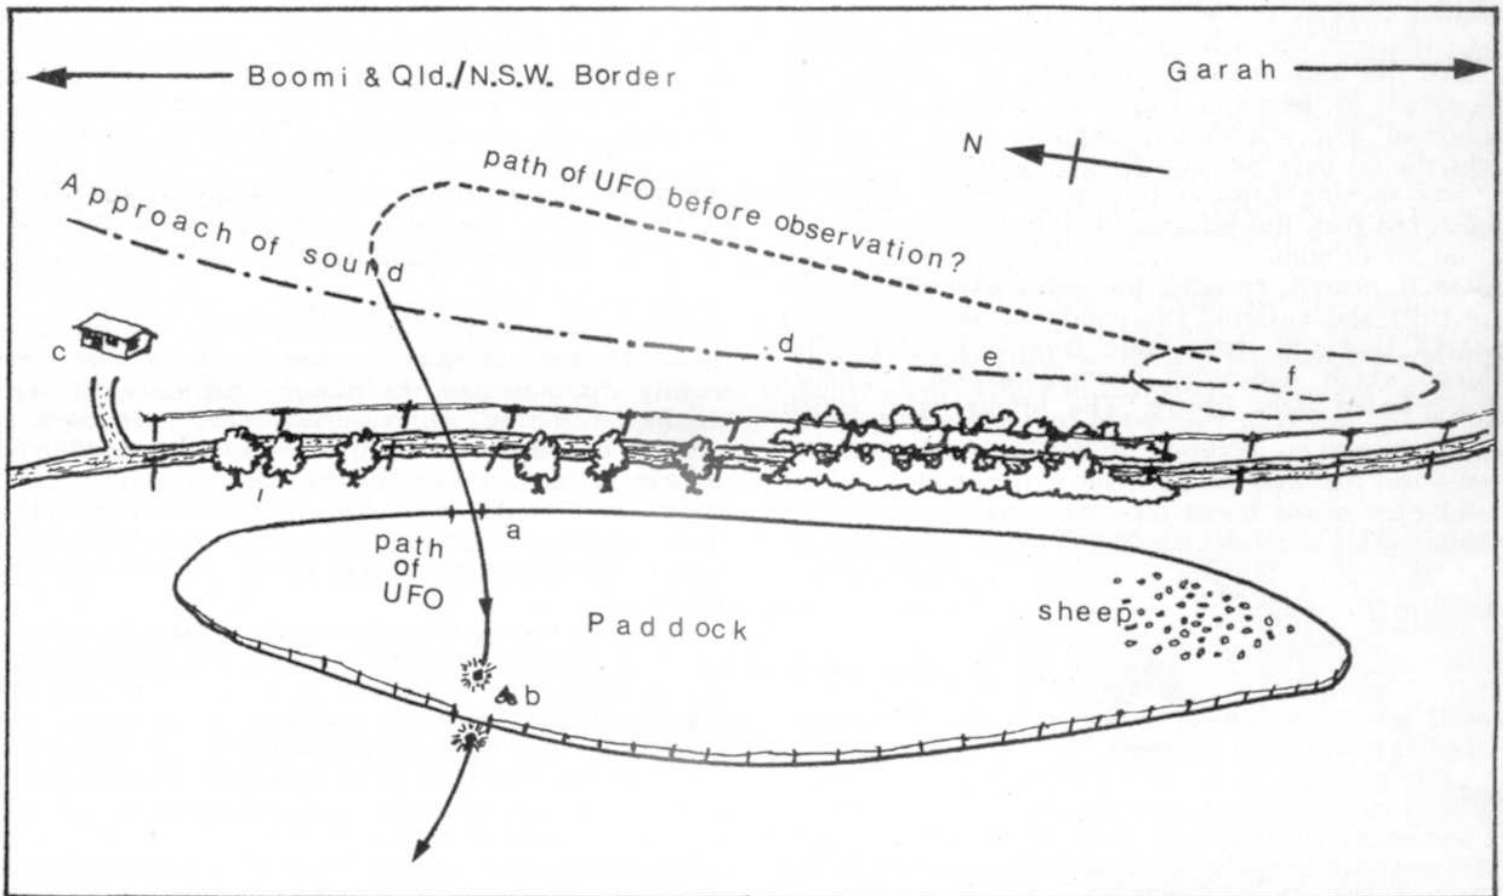 Boomi & Qld./N.S.W. Border
Garah
N
path of UFO before observation?
Approach of sound
c
d
e
f
a
path
of
UFO
Paddock
sheep
b